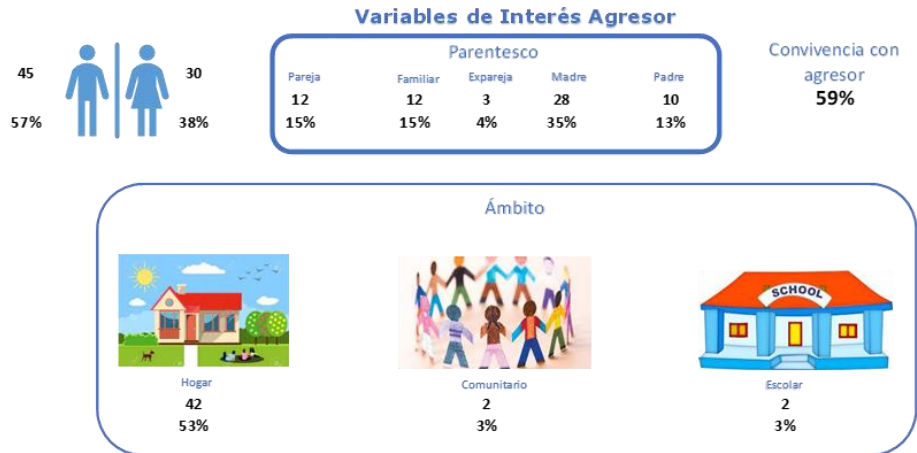 Variables de Interés Agresor
45
30
57%
38%
Parentesco
Pareja Familiar Expareja Madre Padre
12 12 3 28 10
15% 15% 4% 35% 13%
Convivencia con
agresor
59%
Ámbito
SCHOOL
Hogar Comunitario Escolar
42 2 2
53% 3% 3%